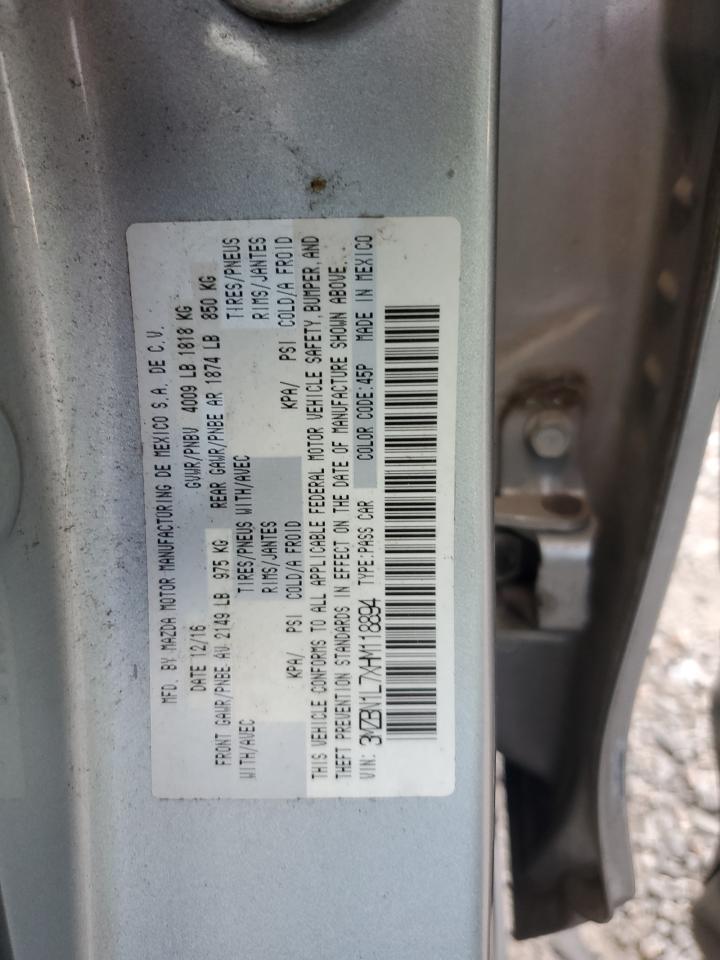 MFD. BY MAZDA MOTOR MANUFACTURING DE MEXICO S.A. DE C.V.
DATE 12/16 GVWR/PNBV 4009 LB 1818 KG
FRONT GAWR/PNBE AV 2149 LB 975 KG REAR GAWR/PNBE AR 1874 LB 850 KG
WITH/AVEC TIRES/PNEUS WITH/AVEC TIRES/PNEUS
RIMS/JANTES RIMS/JANTES
KPA/ PSI COLD/A FROID KPA/ PSI COLD/A FROID
THIS VEHICLE CONFORMS TO ALL APPLICABLE FEDERAL MOTOR VEHICLE SAFETY, BUMPER, AND
THEFT PREVENTION STANDARDS IN EFFECT ON THE DATE OF MANUFACTURE SHOWN ABOVE.
VIN: 3MZBN1L7XHM118894 TYPE:PASS CAR COLOR CODE:45P MADE IN MEXICO